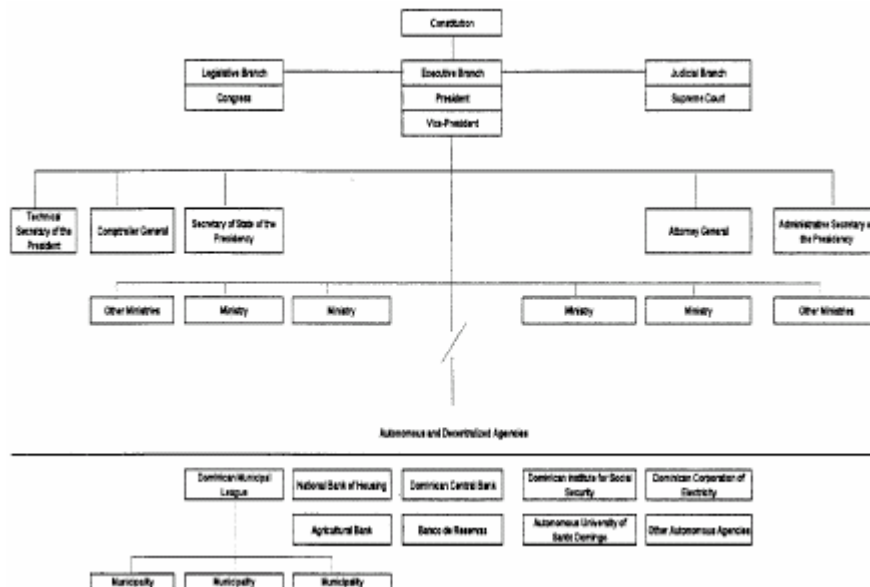 Constitution
Legislative Branch
Executive Branch
Judicial Branch
Congress
President
Supreme Court
Vice-President
Technical
Secretary of the
President
Comptroller General
Secretary of State of the
Presidency
Attorney General
Administrative Secretary
the Presidency
Other Ministries
Ministry
Ministry
Ministry
Ministry
Other Ministries
Autonomous and Decentralized Agencies
Dominican Municipal
League
National Bank of Housing
Dominican Central Bank
Dominican Institute for Social
Security
Dominican Corporation of
Electricity
Agricultural Bank
Banco de Reservas
Autonomous University of
Santo Domingo
Other Autonomous Agencies
Municipality
Municipality
Municipality